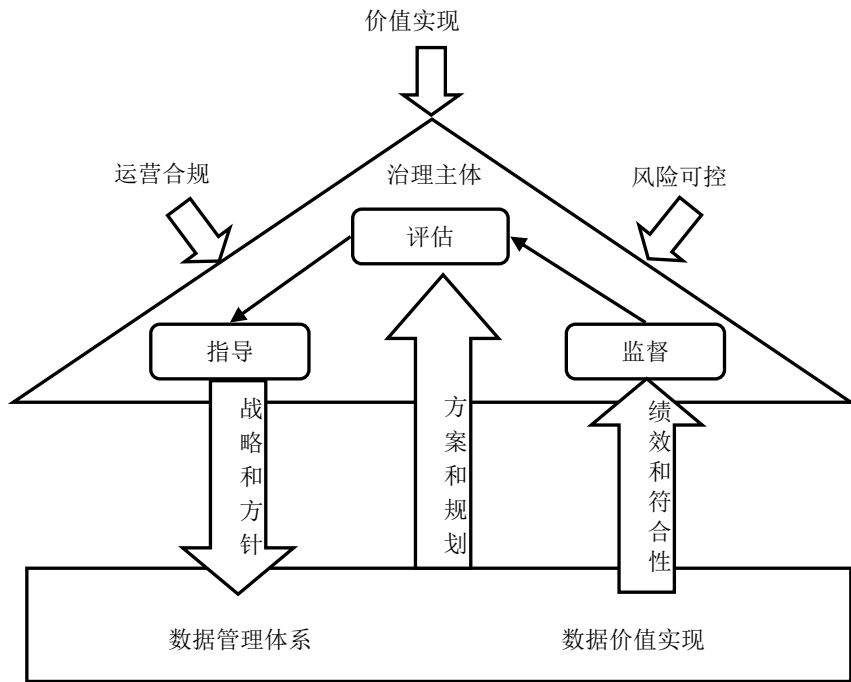 价值实现
运营合规
治理主体
风险可控
评估
指导
监督
战略和方针
方案和规划
绩效和符合性
数据管理体系
数据价值实现